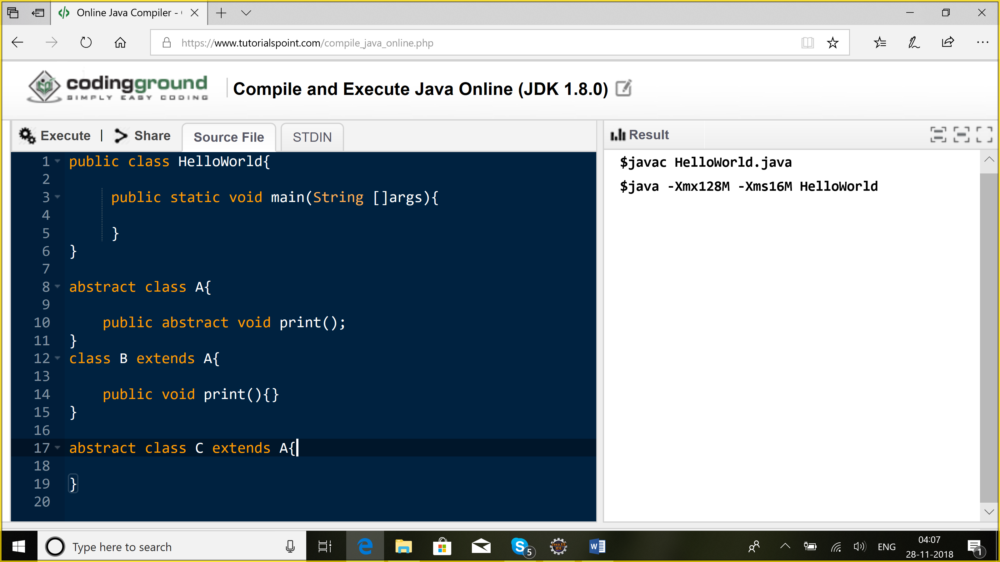 Online Java Compiler -
https://www.tutorialspoint.com/compile_java_online.php
codingground
SIMPLY EASY CODING
Compile and Execute Java Online (JDK 1.8.0)
Execute | Share Source File STDIN
Result
1 public class HelloWorld{
2
3 public static void main(String []args){
4
5 }
6 }
7
8 abstract class A{
9
10 public abstract void print();
11 }
12 class B extends A{
13
14 public void print(){}
15 }
16
17 abstract class C extends A{
18
19 }
20
$javac HelloWorld.java
$java -Xmx128M -Xms16M HelloWorld
Type here to search
S 5
Java EE
IDE
W
ENG
04:07
28-11-2018
1